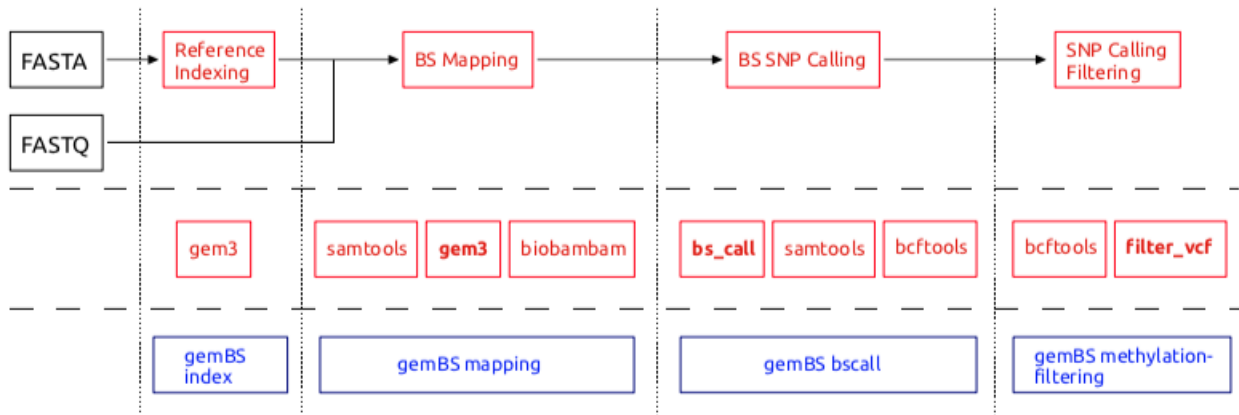 FASTA
Reference
Indexing
BS Mapping
BS SNP Calling
SNP Calling
Filtering
FASTQ
gem3
samtools
gem3
biobambam
bs_call
samtools
bcftools
bcftools
filter_vcf
gemBS
index
gemBS mapping
gemBS bscall
gemBS methylation-
filtering